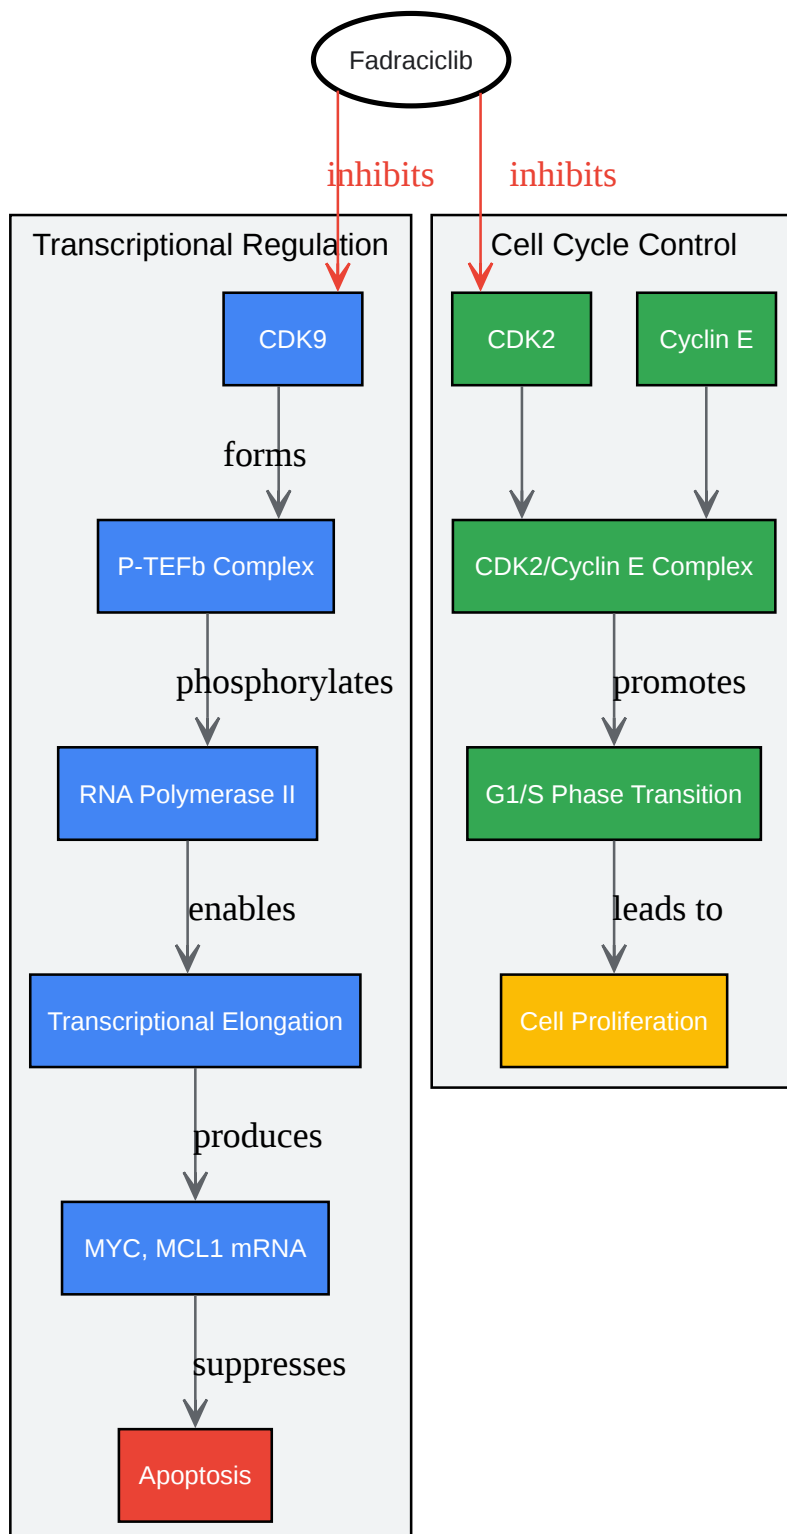 Fadraciclib
inhibits
inhibits
Transcriptional Regulation
CDK9
forms
P-TEFb Complex
phosphorylates
RNA Polymerase II
enables
Transcriptional Elongation
produces
MYC, MCL1 mRNA
suppresses
Apoptosis
Cell Cycle Control
CDK2
Cyclin E
CDK2/Cyclin E Complex
promotes
G1/S Phase Transition
leads to
Cell Proliferation